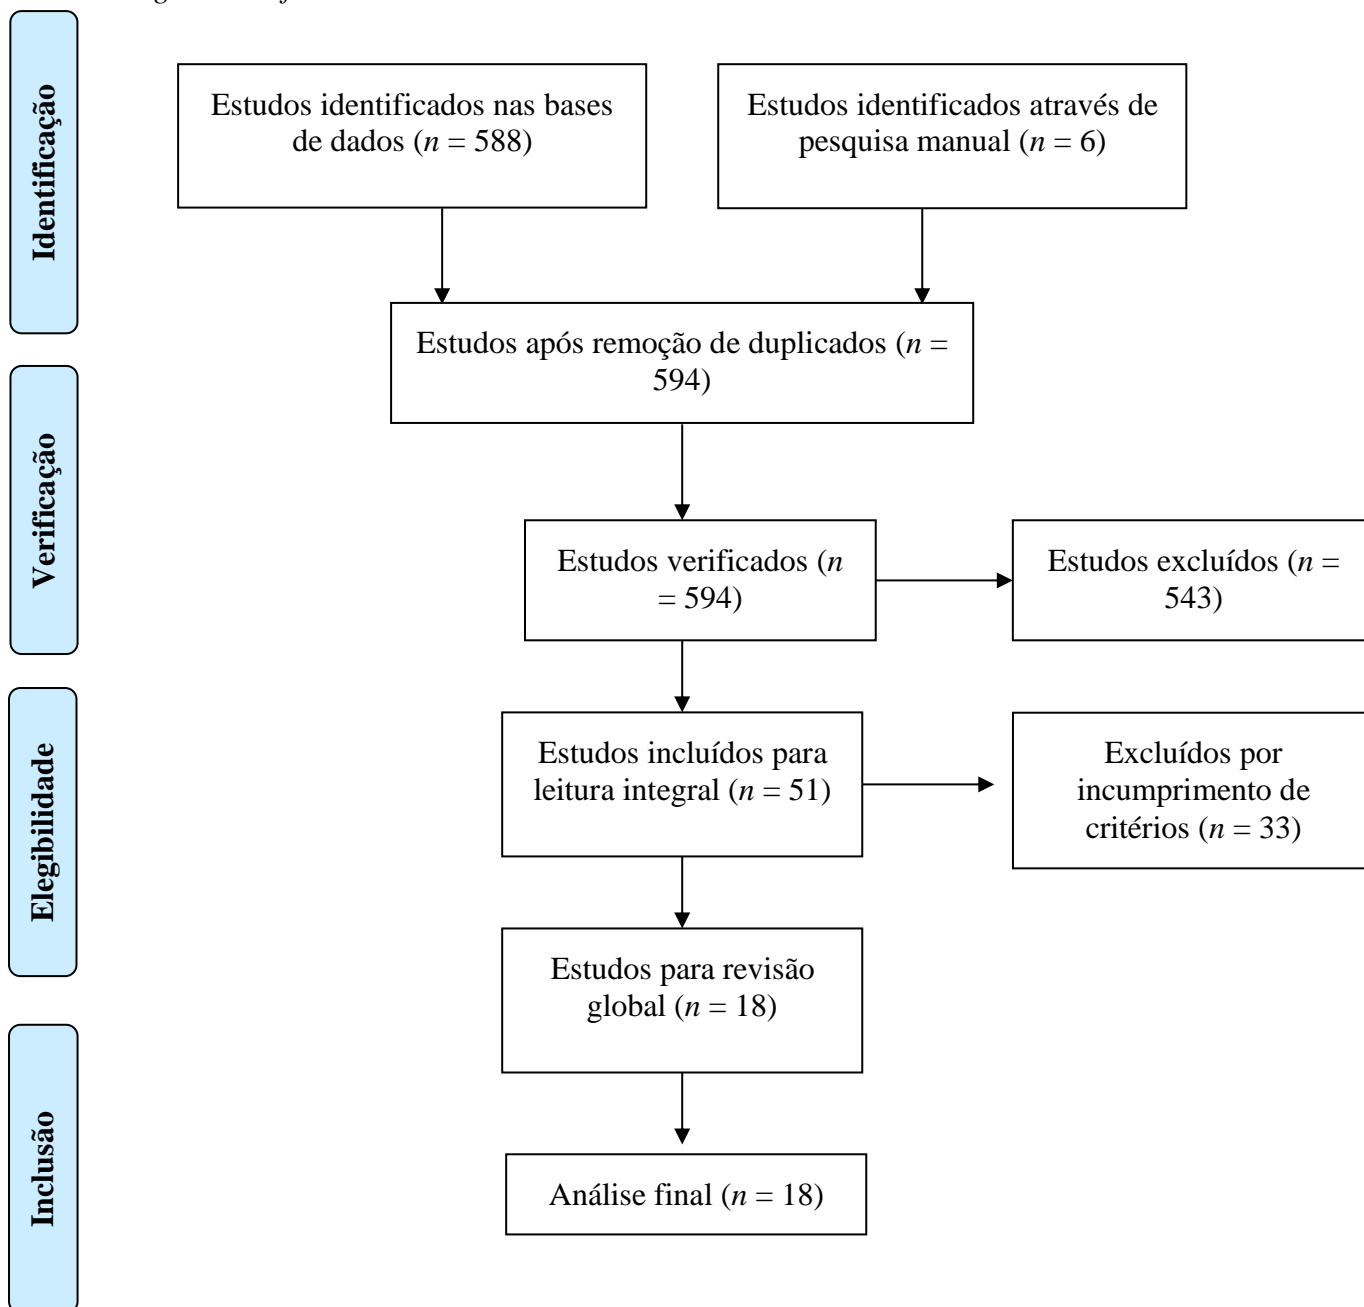 Identificação
Estudos identificados nas bases
de dados (n = 588)
Estudos identificados através de
pesquisa manual (n = 6)
Estudos após remoção de duplicados (n =
594)
Verificação
Estudos verificados (n
= 594)
Estudos excluídos (n =
543)
Elegibilidade
Estudos incluídos para
leitura integral (n = 51)
Excluídos por
incumprimento de
critérios (n = 33)
Estudos para revisão
global (n = 18)
Inclusão
Análise final (n = 18)